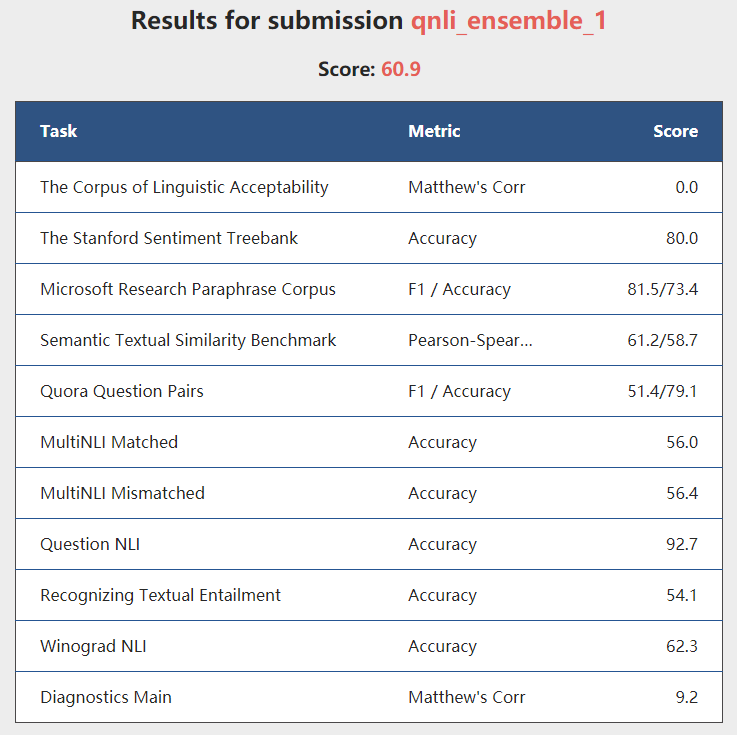 Results for submission qnli_ensemble_1
Score: 60.9
Task Metric Score
The Corpus of Linguistic Acceptability Matthew's Corr 0.0
The Stanford Sentiment Treebank Accuracy 80.0
Microsoft Research Paraphrase Corpus F1 / Accuracy 81.5/73.4
Semantic Textual Similarity Benchmark Pearson-Spear... 61.2/58.7
Quora Question Pairs F1 / Accuracy 51.4/79.1
MultiNLI Matched Accuracy 56.0
MultiNLI Mismatched Accuracy 56.4
Question NLI Accuracy 92.7
Recognizing Textual Entailment Accuracy 54.1
Winograd NLI Accuracy 62.3
Diagnostics Main Matthew's Corr 9.2